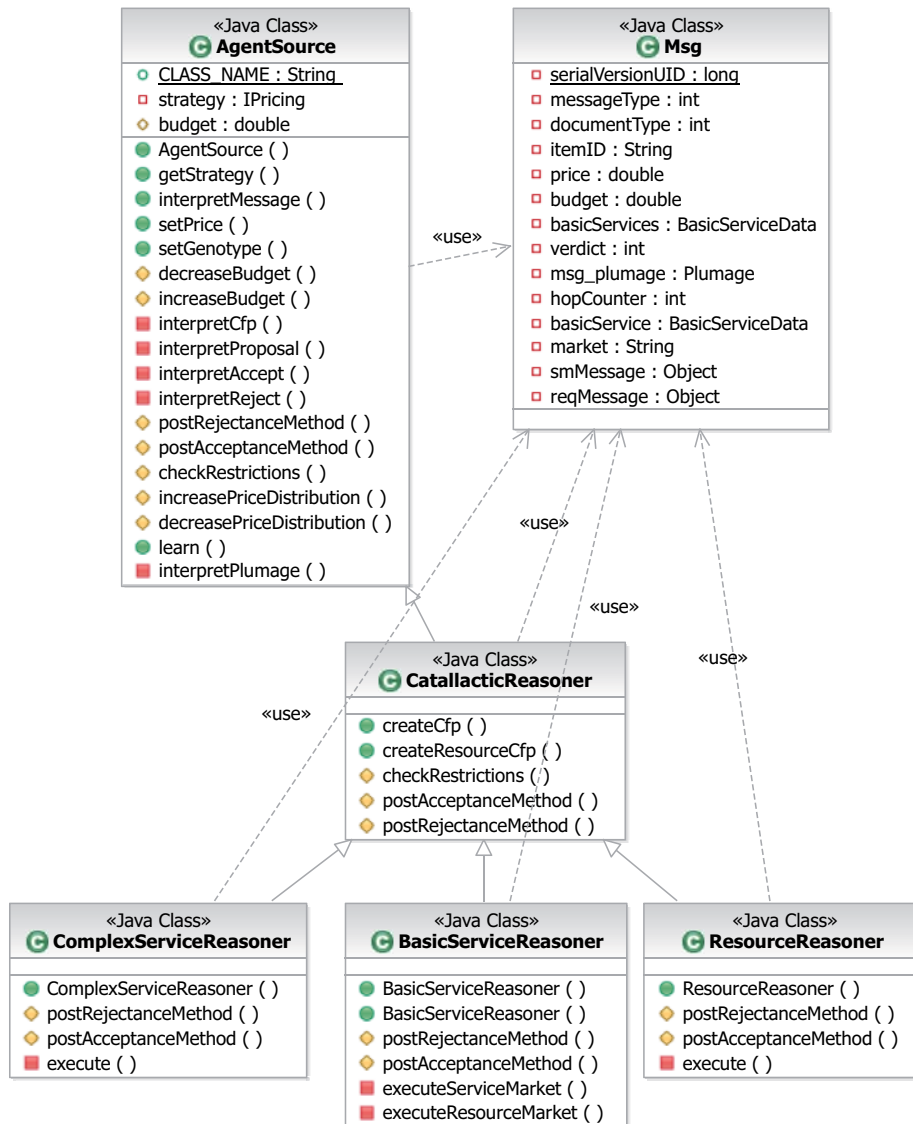 «Java Class»
AgentSource
CLASS_NAME : String
strategy : IPricing
budget : double
AgentSource ( )
getStrategy ( )
interpretMessage ( )
setPrice ( )
setGenotype ( )
decreaseBudget ( )
increaseBudget ( )
interpretCfp ( )
interpretProposal ( )
interpretAccept ( )
interpretReject ( )
postRejectanceMethod ( )
postAcceptanceMethod ( )
checkRestrictions ( )
increasePriceDistribution ( )
decreasePriceDistribution ( )
learn ( )
interpretPlumage ( )
«use»
«Java Class»
Msg
serialVersionUID : long
messageType : int
documentType : int
itemID : String
price : double
budget : double
basicServices : BasicServiceData
verdict : int
msg_plumage : Plumage
hopCounter : int
basicService : BasicServiceData
market : String
smMessage : Object
reqMessage : Object
«use»
«use»
«use»
«use»
«Java Class»
CatallacticReasoner
createCfp ( )
createResourceCfp ( )
checkRestrictions ( )
postAcceptanceMethod ( )
postRejectanceMethod ( )
«Java Class»
ComplexServiceReasoner
ComplexServiceReasoner ( )
postRejectanceMethod ( )
postAcceptanceMethod ( )
execute ( )
«Java Class»
BasicServiceReasoner
BasicServiceReasoner ( )
BasicServiceReasoner ( )
postRejectanceMethod ( )
postAcceptanceMethod ( )
executeServiceMarket ( )
executeResourceMarket ( )
«Java Class»
ResourceReasoner
ResourceReasoner ( )
postRejectanceMethod ( )
postAcceptanceMethod ( )
execute ( )